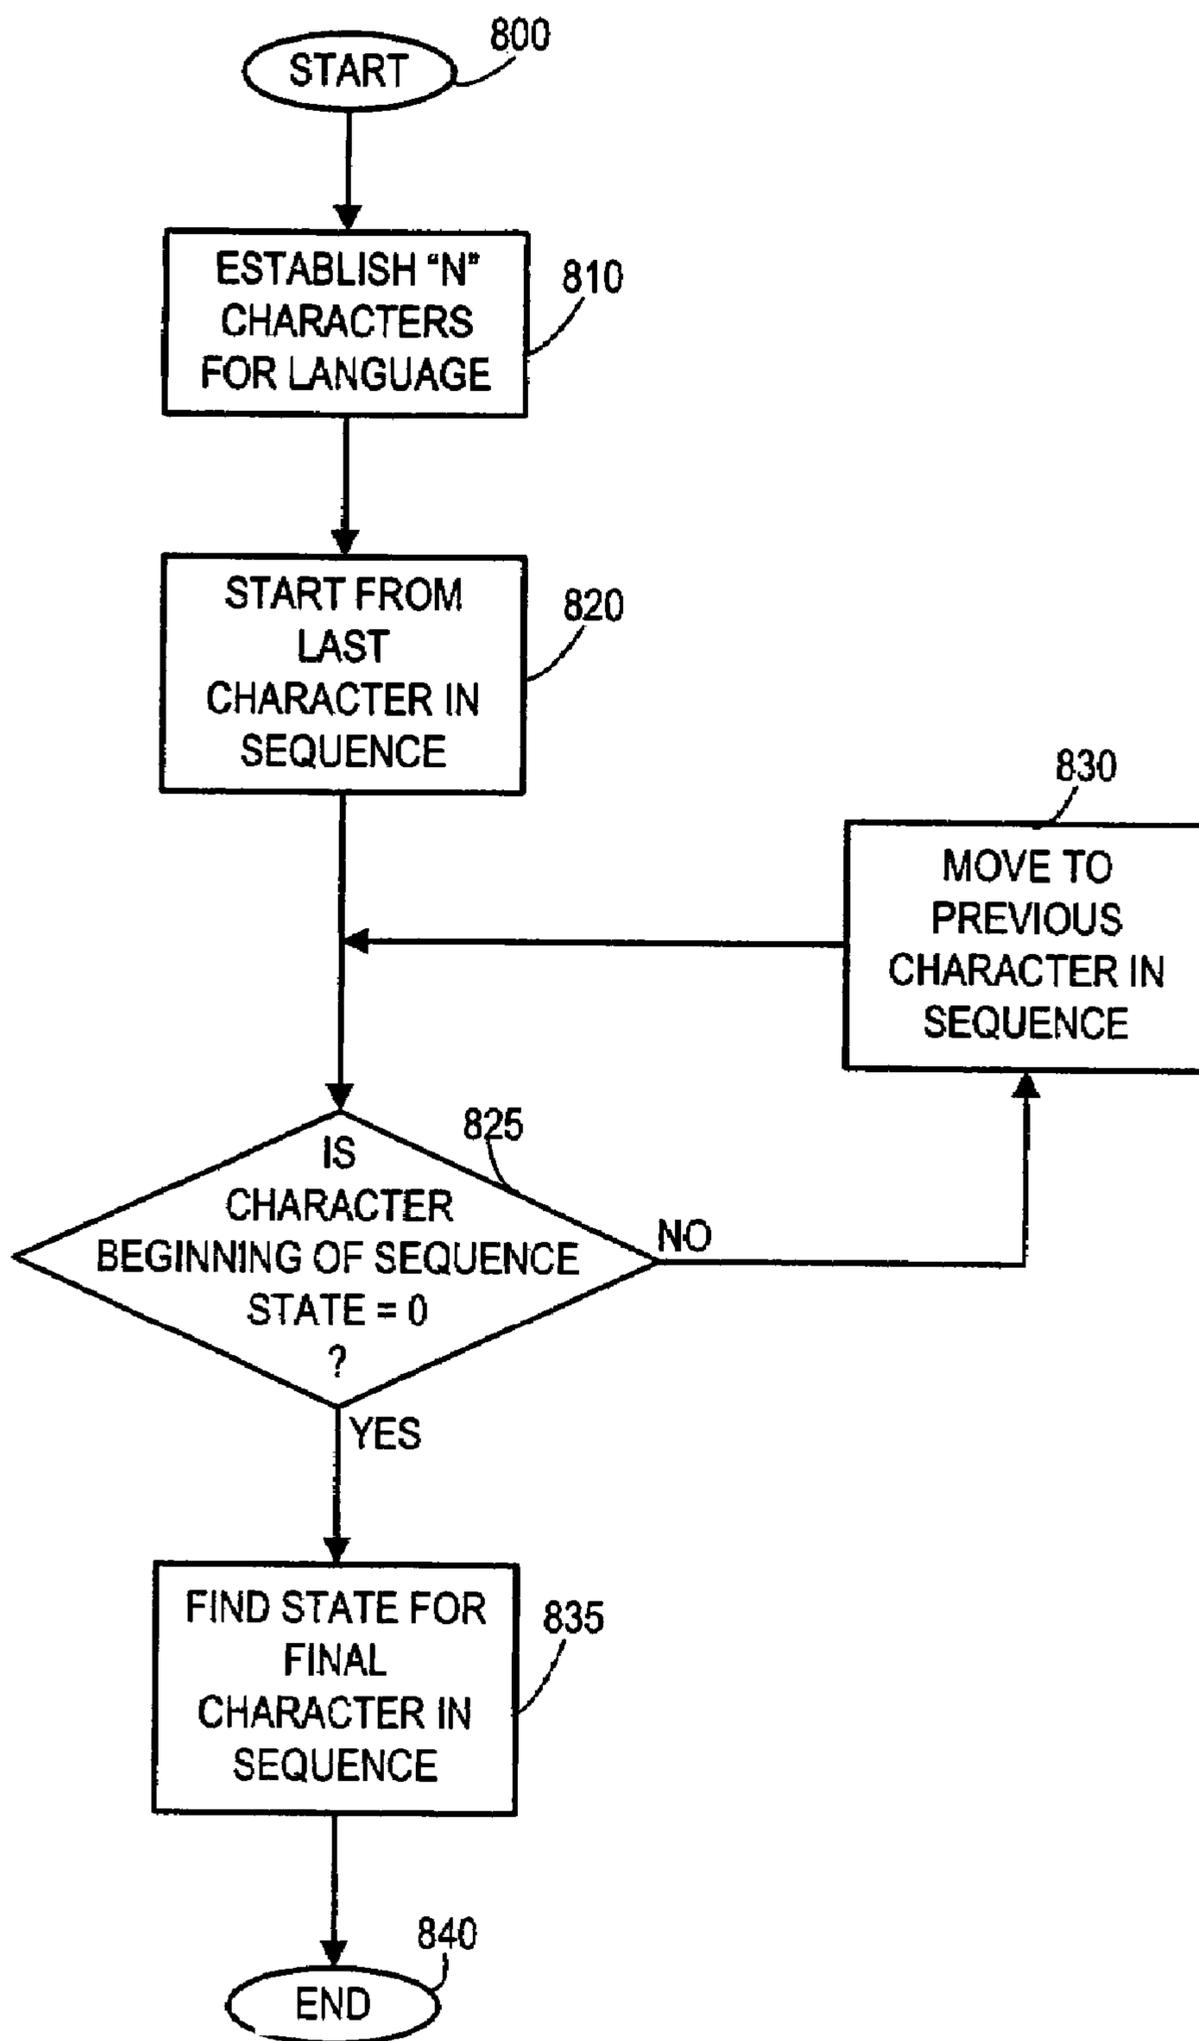 800
START
ESTABLISH "N"
CHARACTERS
FOR LANGUAGE
810
START FROM
LAST
CHARACTER IN
SEQUENCE
820
830
MOVE TO
PREVIOUS
CHARACTER IN
SEQUENCE
825
IS
CHARACTER
BEGINNING OF SEQUENCE
STATE = 0
?
NO
YES
FIND STATE FOR
FINAL
CHARACTER IN
SEQUENCE
835
840
END